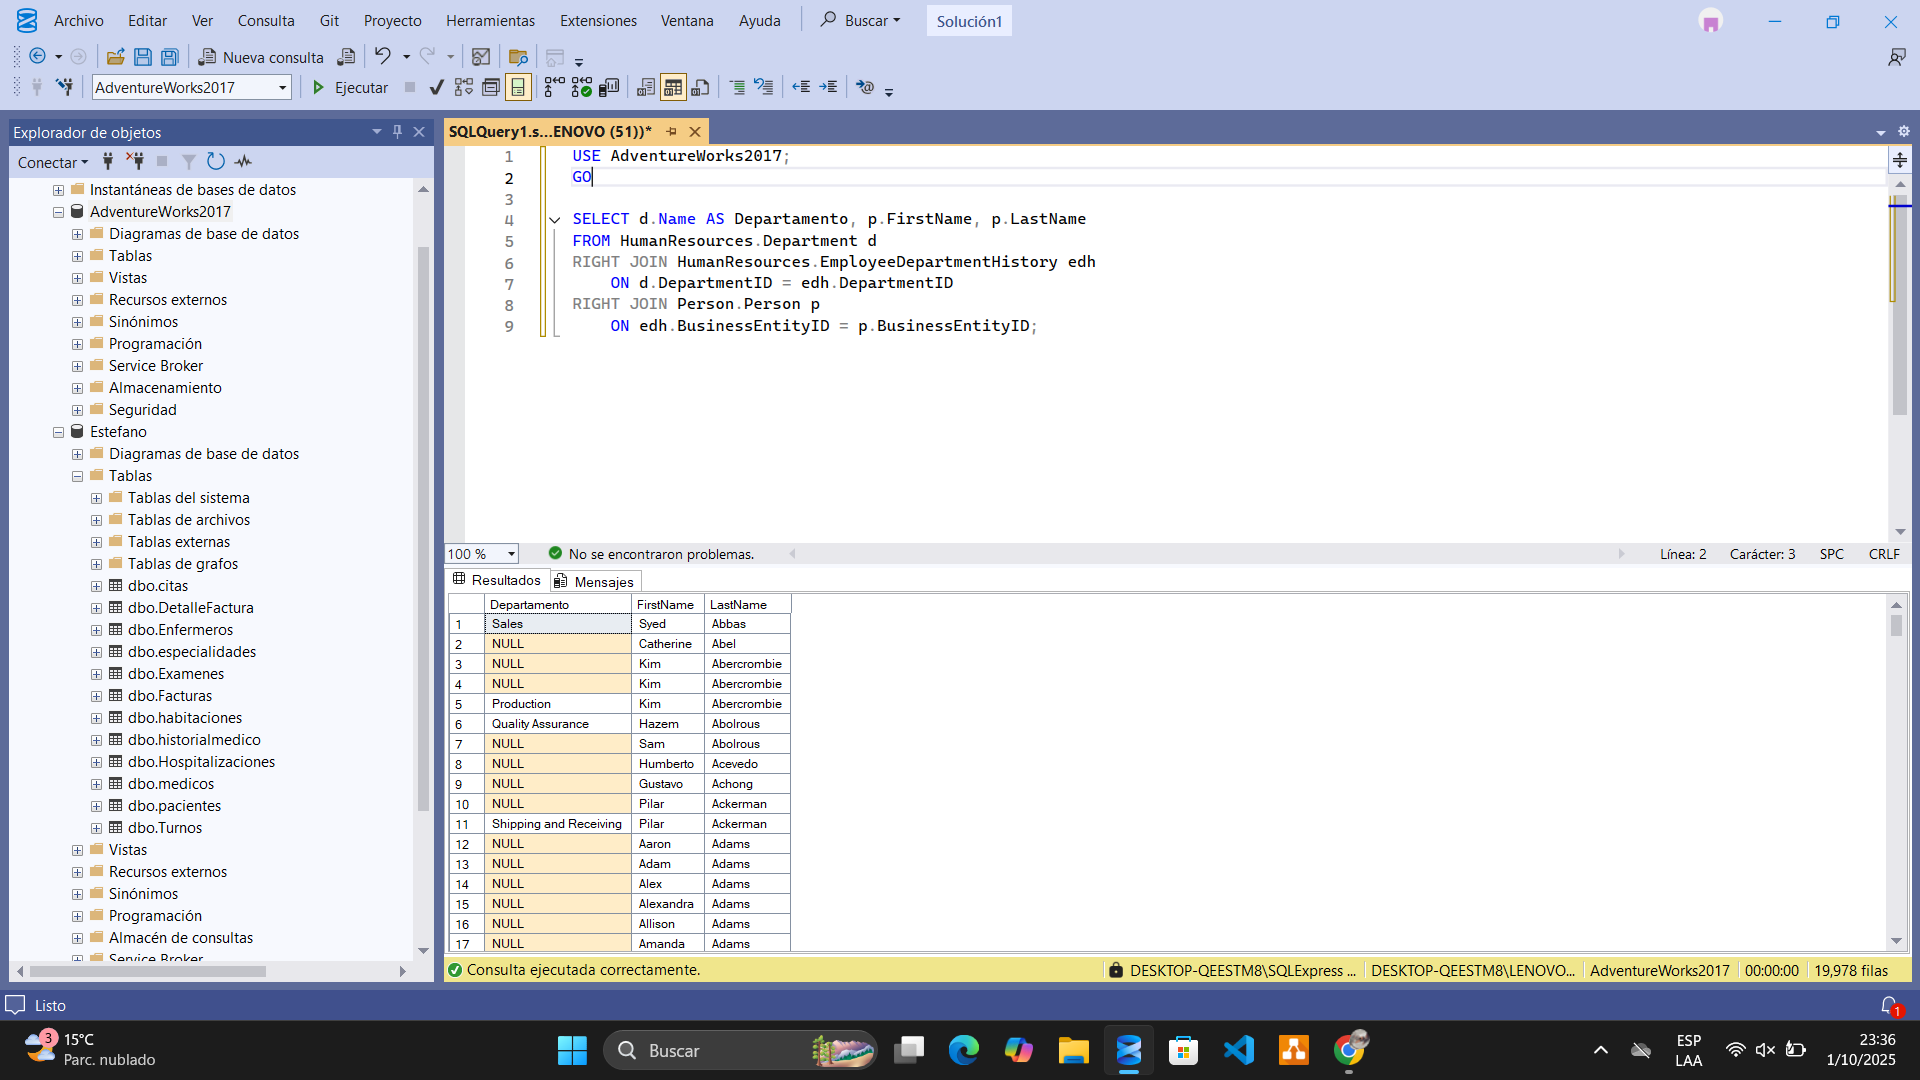 Archivo Editar Ver Consulta Git Proyecto Herramientas Extensiones Ventana Ayuda Buscar Solución1
Nueva consulta
AdventureWorks2017 Ejecutar
Explorador de objetos
Conectar
Instantáneas de bases de datos
AdventureWorks2017
Diagramas de base de datos
Tablas
Vistas
Recursos externos
Sinónimos
Programación
Service Broker
Almacenamiento
Seguridad
Estefano
Diagramas de base de datos
Tablas
Tablas del sistema
Tablas de archivos
Tablas externas
Tablas de grafos
dbo.citas
dbo.DetalleFactura
dbo.Enfermeros
dbo.especialidades
dbo.Examenes
dbo.Facturas
dbo.habitaciones
dbo.historialmedico
dbo.Hospitalizaciones
dbo.medicos
dbo.pacientes
dbo.Turnos
Vistas
Recursos externos
Sinónimos
Programación
Almacén de consultas
Service Broker
SQLQuery1.s...ENOVO (51))*
1 USE AdventureWorks2017;
2 GO
3
4 SELECT d.Name AS Departamento, p.FirstName, p.LastName
5 FROM HumanResources.Department d
6 RIGHT JOIN HumanResources.EmployeeDepartmentHistory edh
7 ON d.DepartmentID = edh.DepartmentID
8 RIGHT JOIN Person.Person p
9 ON edh.BusinessEntityID = p.BusinessEntityID;
100 % No se encontraron problemas. Línea: 2 Carácter: 3 SPC CRLF
Resultados Mensajes
Departamento FirstName LastName
1 Sales Syed Abbas
2 NULL Catherine Abel
3 NULL Kim Abercrombie
4 NULL Kim Abercrombie
5 Production Kim Abercrombie
6 Quality Assurance Hazem Abolrous
7 NULL Sam Abolrous
8 NULL Humberto Acevedo
9 NULL Gustavo Achong
10 NULL Pilar Ackerman
11 Shipping and Receiving Pilar Ackerman
12 NULL Aaron Adams
13 NULL Adam Adams
14 NULL Alex Adams
15 NULL Alexandra Adams
16 NULL Allison Adams
17 NULL Amanda Adams
Consulta ejecutada correctamente. DESKTOP-QEESTM8\SQLExpress ... DESKTOP-QEESTM8\LENOVO... AdventureWorks2017 00:00:00 19,978 filas
Listo 1
3 15°C
Parc. nublado
Buscar
ESP
LAA
23:36
1/10/2025